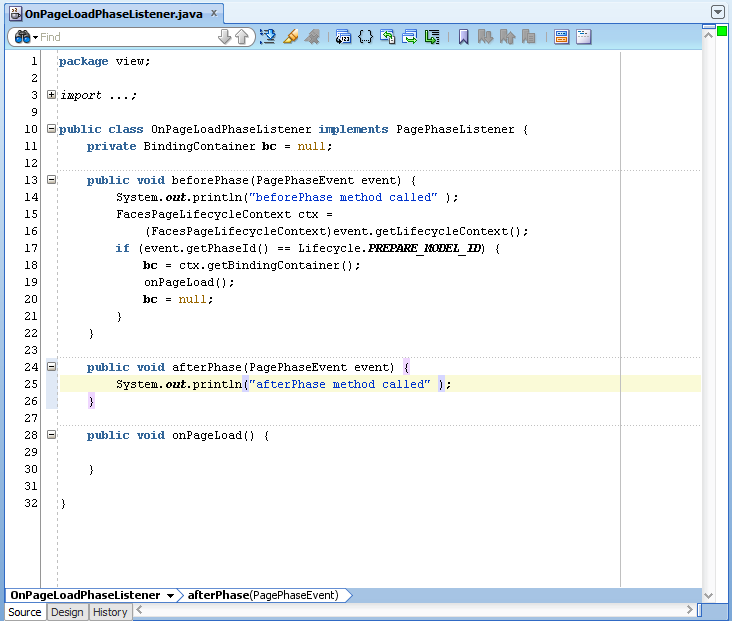 OnPageLoadPhaseListener.java x
Find
1 package view;
2
3 import ...;
9
10 public class OnPageLoadPhaseListener implements PagePhaseListener {
11 private BindingContainer bc = null;
12
13 public void beforePhase(PagePhaseEvent event) {
14 System.out.println("beforePhase method called" );
15 FacesPageLifecycleContext ctx =
16 (FacesPageLifecycleContext)event.getLifecycleContext();
17 if (event.getPhaseId() == Lifecycle.PREPARE_MODEL_ID) {
18 bc = ctx.getBindingContainer();
19 onPageLoad();
20 bc = null;
21 }
22 }
23
24 public void afterPhase(PagePhaseEvent event) {
25 System.out.println("afterPhase method called" );
26 }
27
28 public void onPageLoad() {
29
30 }
31
32 }
OnPageLoadPhaseListener afterPhase(PagePhaseEvent)
Source Design History